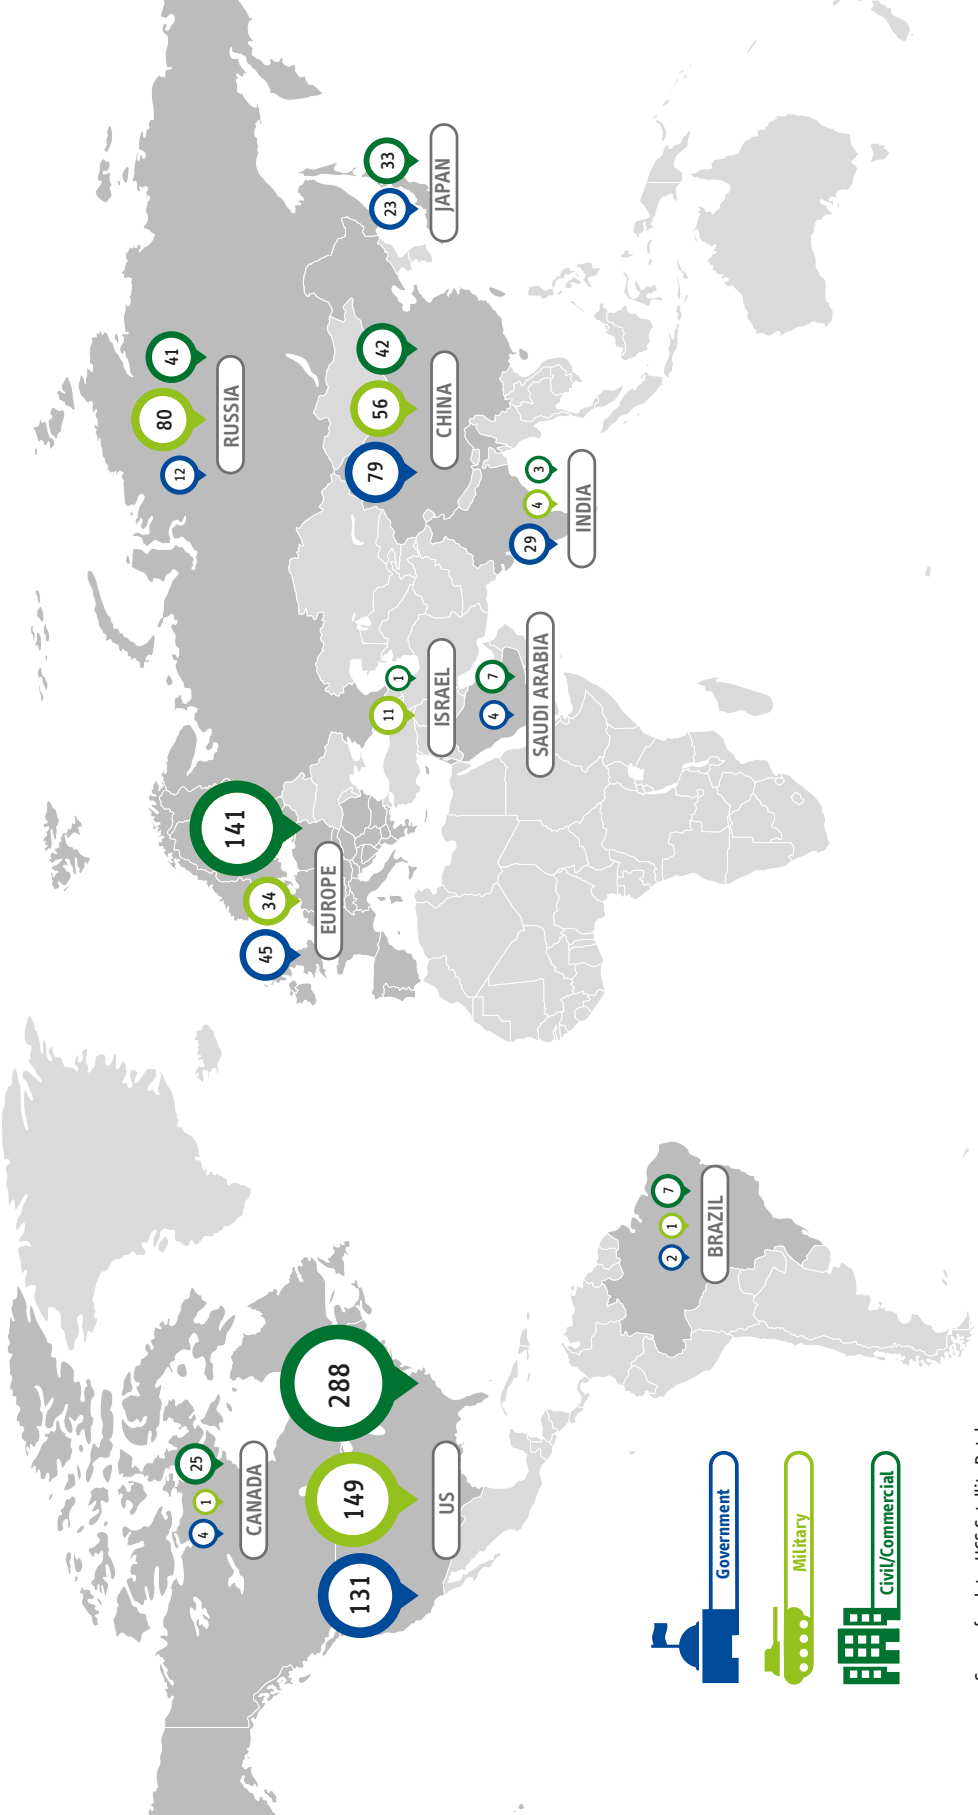 12
80
41
RUSSIA
4
1
25
CANADA
45
34
141
EUROPE
131
149
288
US
11
1
ISRAEL
79
56
42
CHINA
23
33
JAPAN
4
7
SAUDI ARABIA
29
4
3
INDIA
2
1
7
BRAZIL
Government
Military
Civil/Commercial